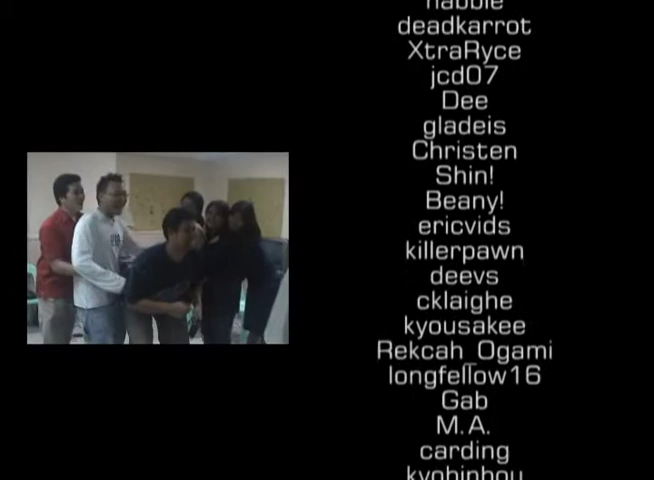 deadkarrot
XtraRyce
jcd07
Dee
gladeis
Christen
Shin!
Beany!
ericvids
killerpawn
deevs
cklaighe
kyousakee
Rekcah_Ogami
longfellow16
Gab
M.A.
carding